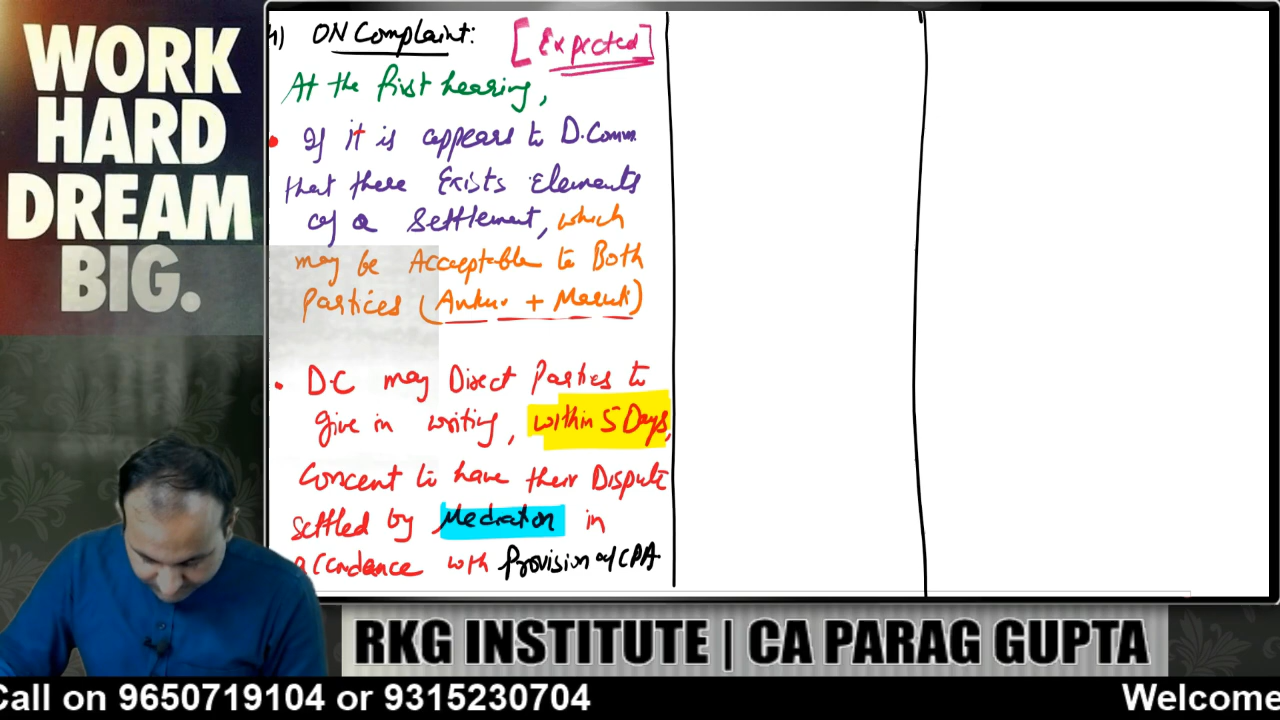 WORK
HARD
DREAM
BIG.
ON Complaint: [Expected]
At the first hearing,
• If it is appears to D.Comm.
that there Exists Elements
of a Settlement, which
may be Acceptable to Both
Partices (Ankur + Maruti)
• D.C may Direct Parties to
give in writing, within 5 Days,
Concent to have their Dispute
settled by Mediation in
accordance with Provision of CPA
RKG INSTITUTE | CA PARAG GUPTA
Call on 9650719104 or 9315230704
Welcome